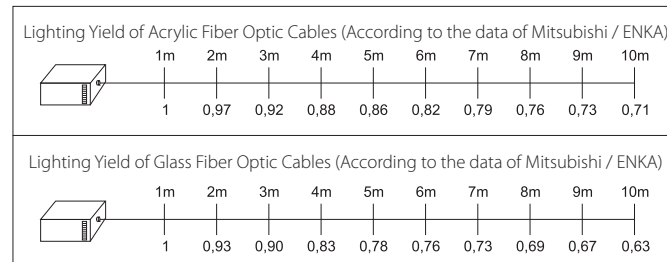 Lighting Yield of Acrylic Fiber Optic Cables (According to the data of Mitsubishi / ENKA)
1m 2m 3m 4m 5m 6m 7m 8m 9m 10m
1 0,97 0,92 0,88 0,86 0,82 0,79 0,76 0,73 0,71
Lighting Yield of Glass Fiber Optic Cables (According to the data of Mitsubishi / ENKA)
1m 2m 3m 4m 5m 6m 7m 8m 9m 10m
1 0,93 0,90 0,83 0,78 0,76 0,73 0,69 0,67 0,63